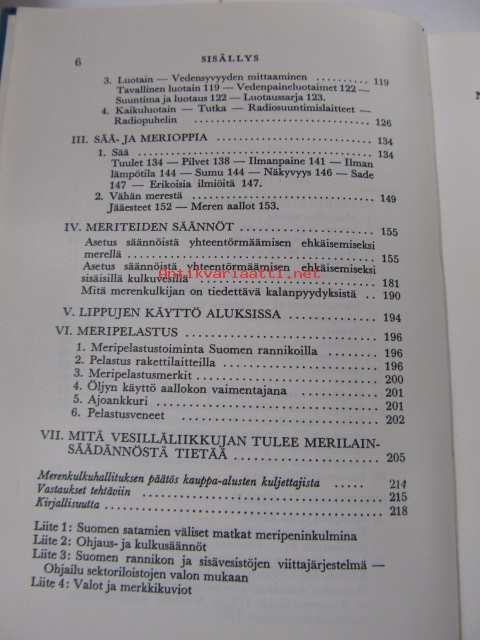 6 SISÄLLYS
3. Luotain — Vedensyvyyden mittaaminen .......... 119
Tavallinen luotain 119 — Vedenpaineluotaimet 122 —
Suuntima ja luotaus 122 — Luotaussarja 123.
4. Kaikuluotain — Tutka — Radiosuuntimislaitteet —
Radiopuhelin .......... 126
III. SÄÄ- JA MERIOPPIA .......... 134
1. Sää .......... 134
Tuulet 134 — Pilvet 138 — Ilmanpaine 141 — Ilman
lämpötila 144 — Sumu 144 — Näkyvyys 146 — Sade
147 — Erikoisia ilmiöitä 147.
2. Vähän merestä .......... 149
Jääesteet 152 — Meren aallot 153.
IV. MERITEIDEN SÄÄNNÖT .......... 155
Asetus säännöistä yhteentörmäämisen ehkäisemiseksi
merellä .......... 155
Asetus säännöistä yhteentörmäämisen ehkäisemiseksi
sisäisillä kulkuvesillä .......... 181
Mitä merenkulkijan on tiedettävä kalanpyydyksistä .. 190
V. LIPPUJEN KÄYTTÖ ALUKSISSA .......... 194
VI. MERIPELASTUS .......... 196
1. Meripelastustoiminta Suomen rannikoilla .......... 196
2. Pelastus rakettilaitteilla .......... 196
3. Meripelastusmerkit .......... 200
4. Öljyn käyttö aallokon vaimentajana .......... 201
5. Ajoankkuri .......... 201
6. Pelastusveneet .......... 202
VII. MITÄ VESILLÄLIIKKUJAN TULEE MERILAIN-
SÄÄDÄNNÖSTÄ TIETÄÄ .......... 205
Merenkulkuhallituksen päätös kauppa-alusten kuljettajista ..... 214
Vastaukset tehtäviin .......... 215
Kirjallisuutta .......... 218
Liite 1: Suomen satamien väliset matkat meripeninkulmina
Liite 2: Ohjaus- ja kulkusäännöt
Liite 3: Suomen rannikon ja sisävesistöjen viittajärjestelmä —
Ohjailu sektoriloistojen valon mukaan
Liite 4: Valot ja merkkikuviot
antikvariaatti.net